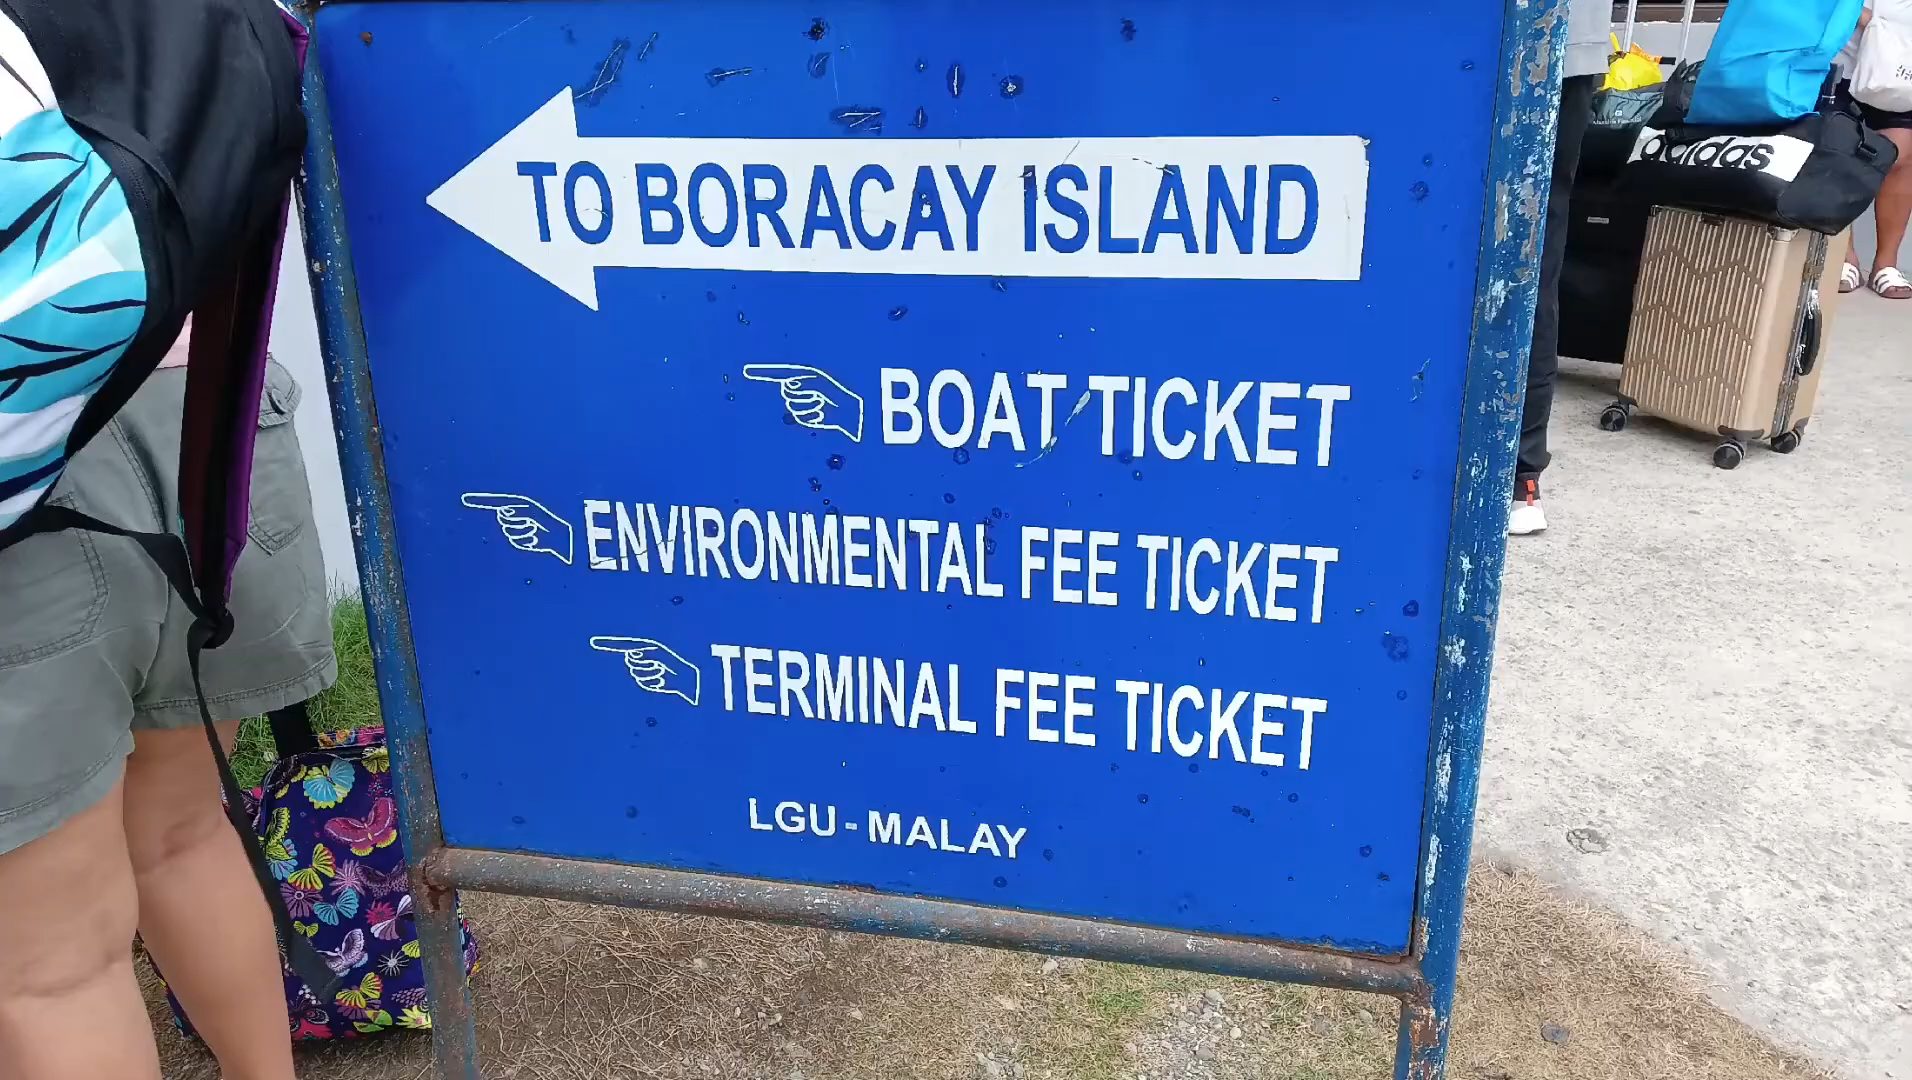 TO BORACAY ISLAND
BOAT TICKET
ENVIRONMENTAL FEE TICKET
TERMINAL FEE TICKET
LGU-MALAY
adidas